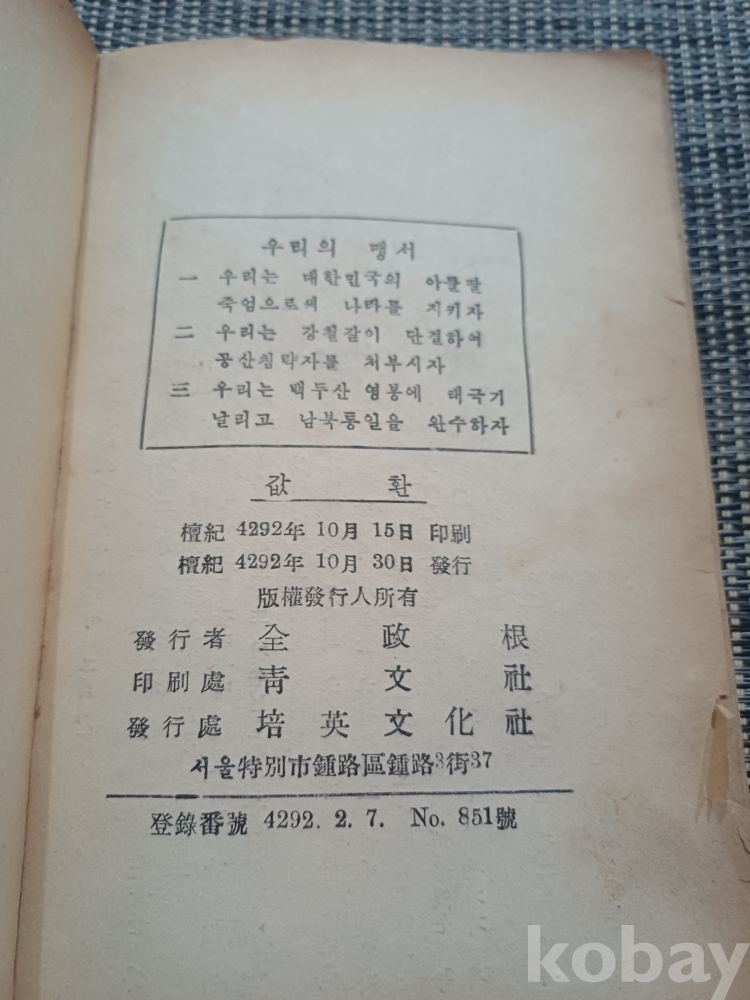 우리의 맹서
一 우리는 대한민국의 아들딸
죽엄으로써 나라를 지키자
二 우리는 강철같이 단결하여
공산침략자를 처부시자
三 우리는 백두산 영봉에 태국기
날리고 남북통일을 완수하자
값 환
檀紀 4292年 10月 15日 印刷
檀紀 4292年 10月 30日 發行
版權發行人所有
發行者 全政根
印刷處 靑文社
發行處 培英文化社
서울特別市鍾路區鍾路3街37
登錄番號 4292. 2. 7. No. 851號
kobay